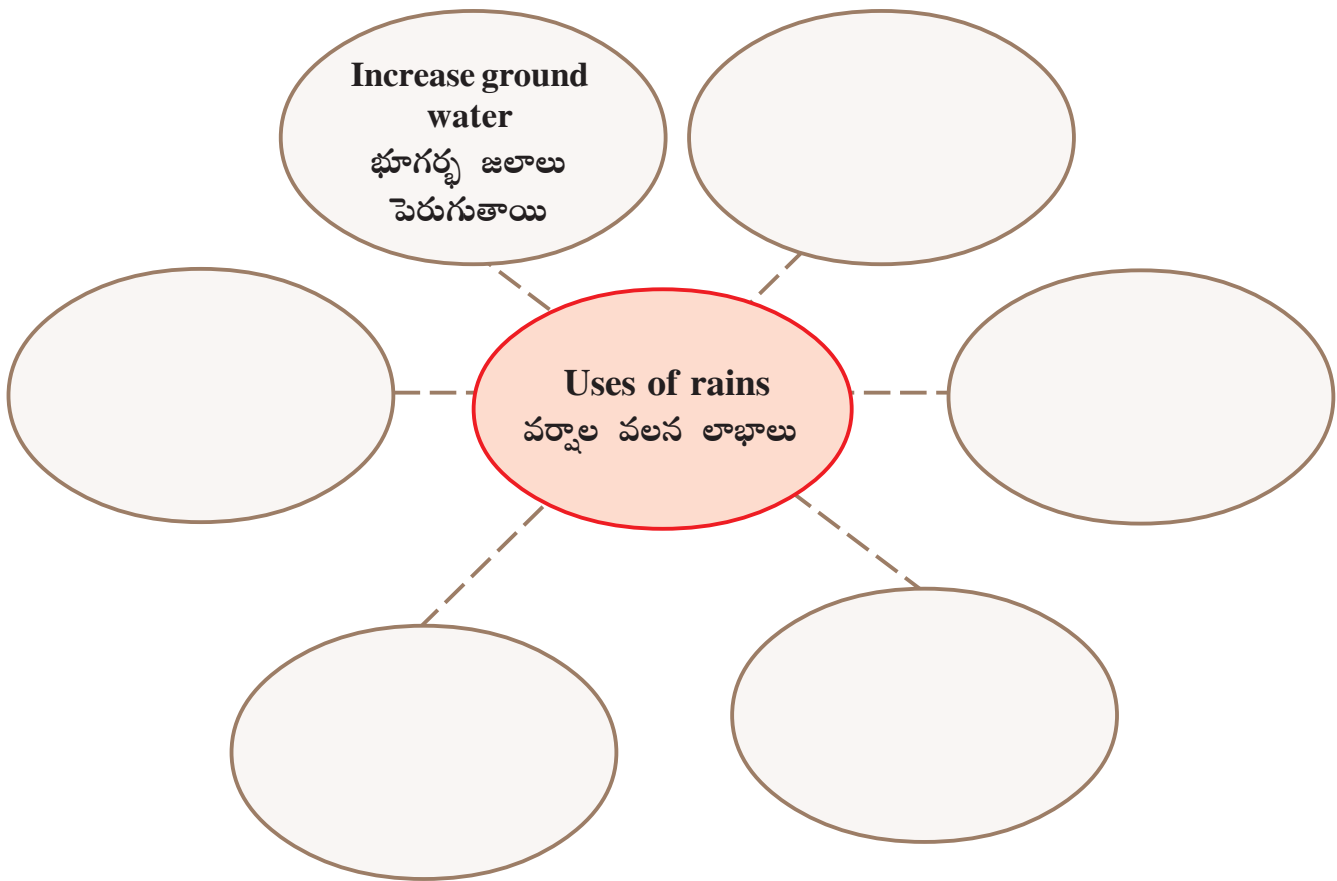 Increase ground
water
భూగర్భ జలాలు
పెరుగుతాయి
Uses of rains
వర్షాల వలన లాభాలు